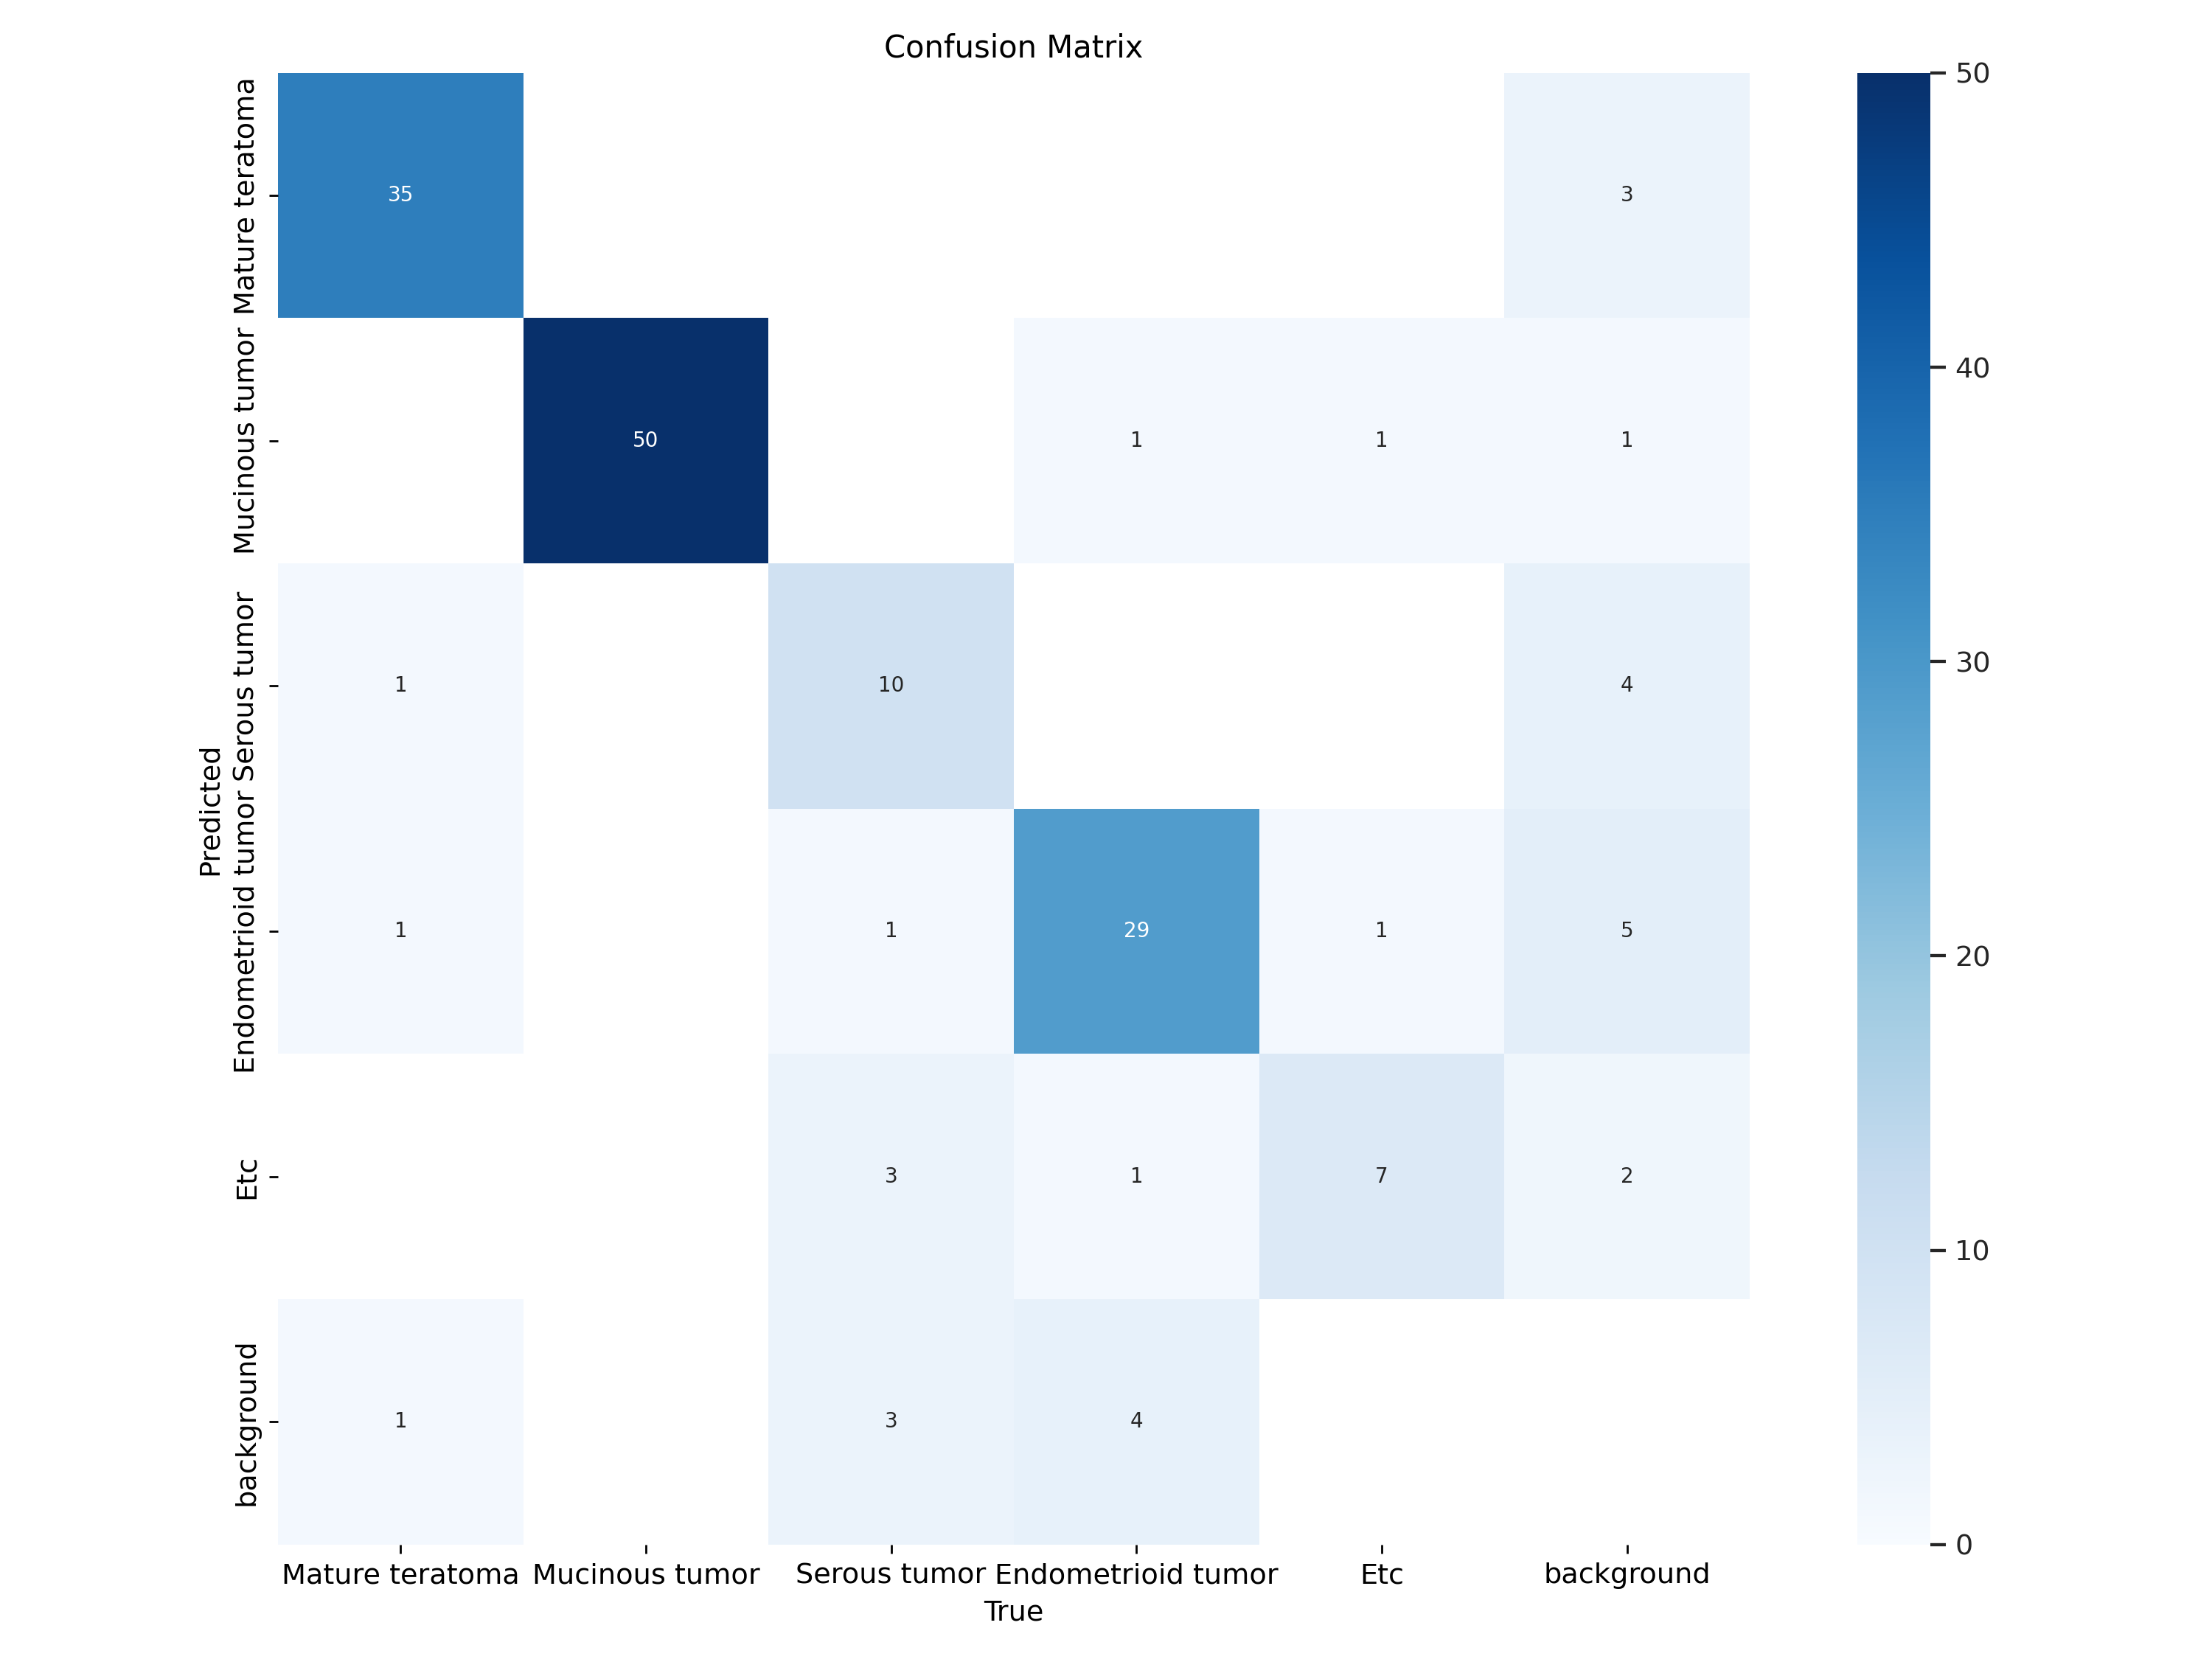 Confusion Matrix
Predicted
Mature teratoma
35
3
Mucinous tumor
50
1
1
1
Serous tumor
1
10
4
Endometrioid tumor
1
1
29
1
5
Etc
3
1
7
2
background
1
3
4
Mature teratoma
Mucinous tumor
Serous tumor
Endometrioid tumor
Etc
background
True
50
40
30
20
10
0